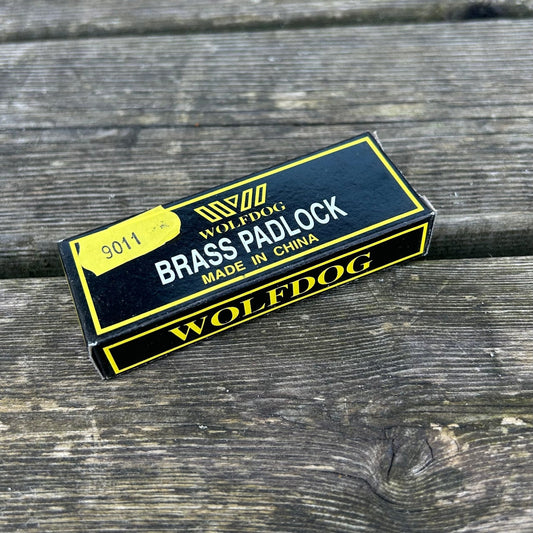 9011
WOLFDOG
BRASS PADLOCK
MADE IN CHINA
WOLFDOG